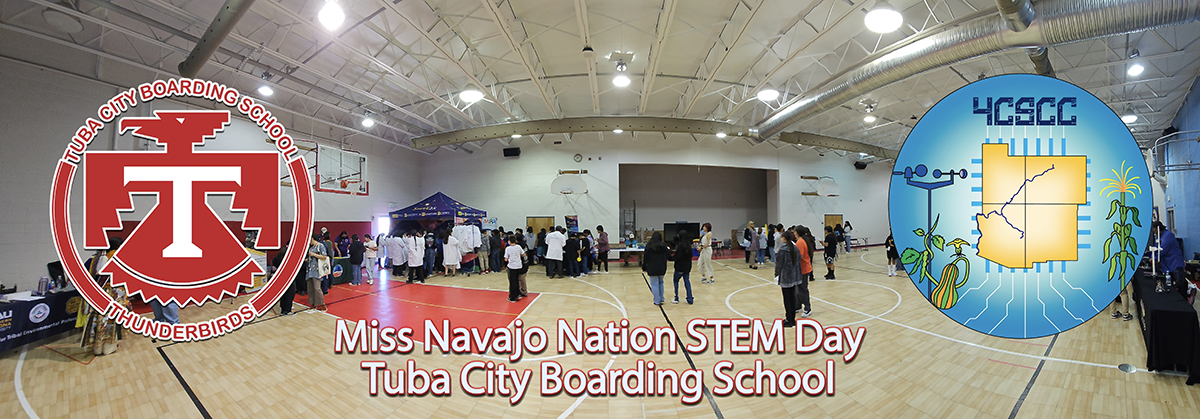 TUBA CITY BOARDING SCHOOL
T
THUNDERBIRDS
4CSCC
Miss Navajo Nation STEM Day
Tuba City Boarding School